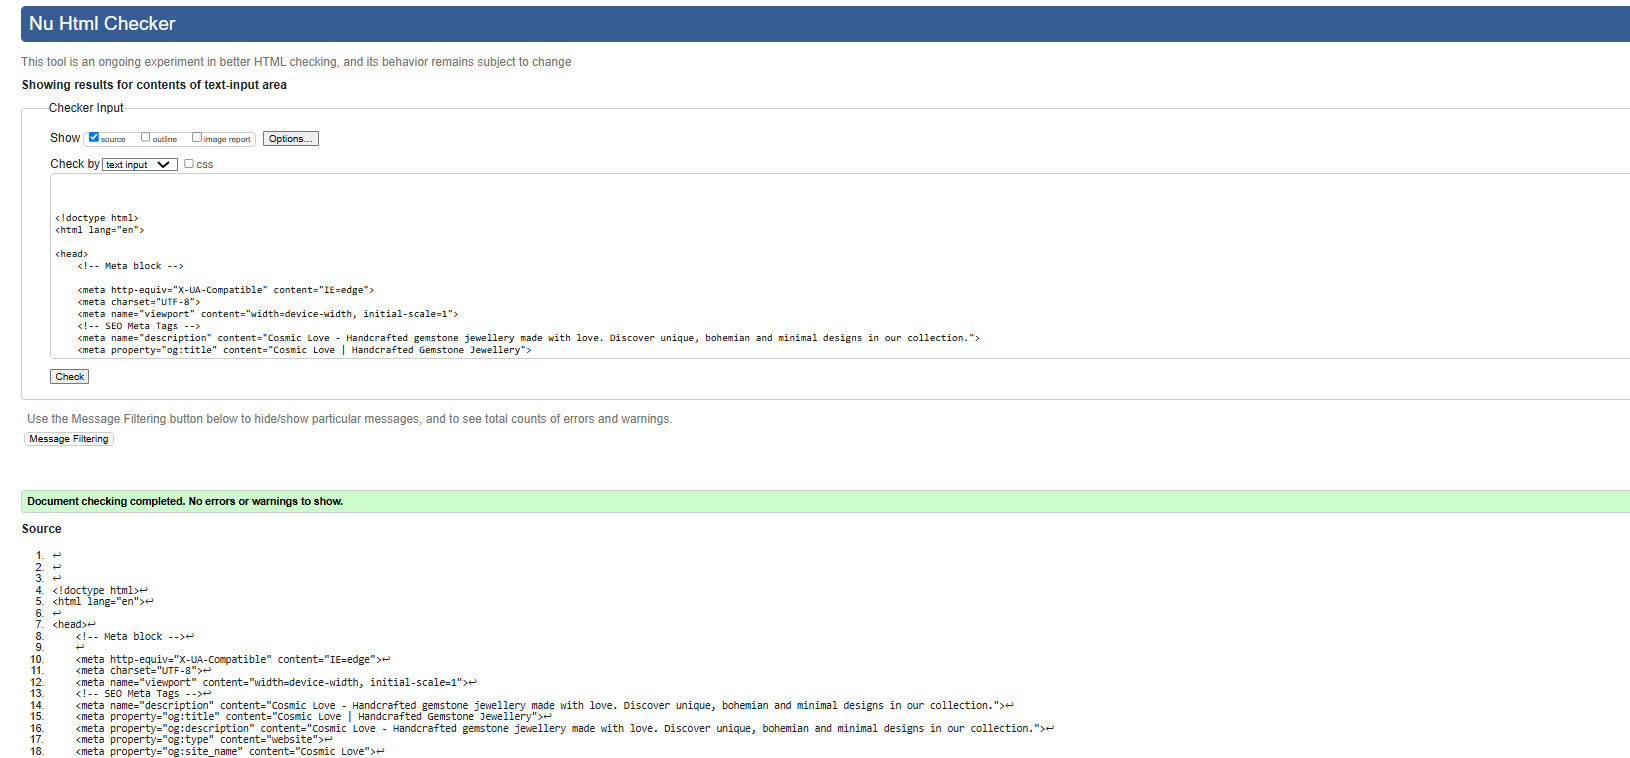 Nu Html Checker
This tool is an ongoing experiment in better HTML checking, and its behavior remains subject to change
Showing results for contents of text-input area
Checker Input
Show source outline image report Options...
Check by text input css
<!doctype html>
<html lang="en">
<head>
<!-- Meta block -->
<meta http-equiv="X-UA-Compatible" content="IE=edge">
<meta charset="UTF-8">
<meta name="viewport" content="width=device-width, initial-scale=1">
<!-- SEO Meta Tags -->
<meta name="description" content="Cosmic Love - Handcrafted gemstone jewellery made with love. Discover unique, bohemian and minimal designs in our collection.">
<meta property="og:title" content="Cosmic Love | Handcrafted Gemstone Jewellery">
Check
Use the Message Filtering button below to hide/show particular messages, and to see total counts of errors and warnings.
Message Filtering
Document checking completed. No errors or warnings to show.
Source
1. ↩
2. ↩
3. ↩
4. <!doctype html>↩
5. <html lang="en">↩
6. ↩
7. <head>↩
8. <!-- Meta block -->↩
9. ↩
10. <meta http-equiv="X-UA-Compatible" content="IE=edge">↩
11. <meta charset="UTF-8">↩
12. <meta name="viewport" content="width=device-width, initial-scale=1">↩
13. <!-- SEO Meta Tags -->↩
14. <meta name="description" content="Cosmic Love - Handcrafted gemstone jewellery made with love. Discover unique, bohemian and minimal designs in our collection.">↩
15. <meta property="og:title" content="Cosmic Love | Handcrafted Gemstone Jewellery">↩
16. <meta property="og:description" content="Cosmic Love - Handcrafted gemstone jewellery made with love. Discover unique, bohemian and minimal designs in our collection.">↩
17. <meta property="og:type" content="website">↩
18. <meta property="og:site_name" content="Cosmic Love">↩